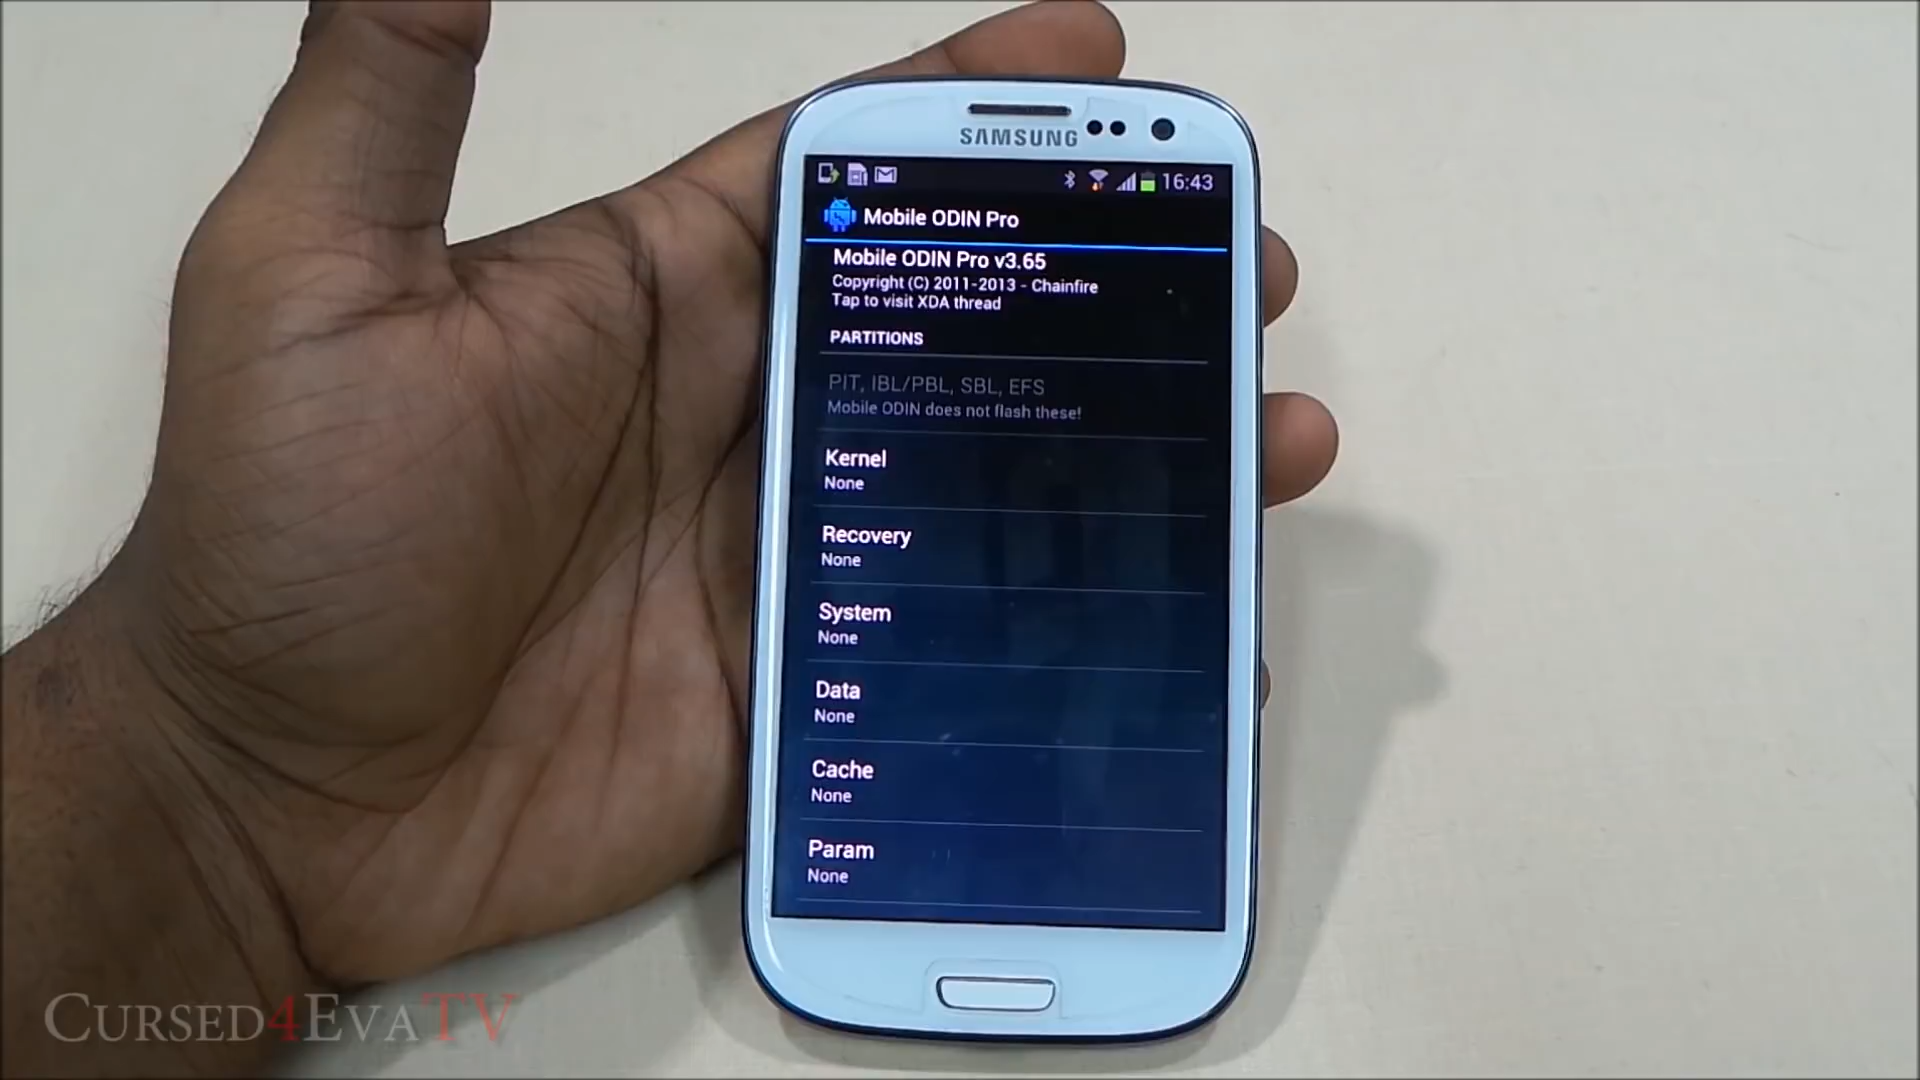 SAMSUNG
16:43
Mobile ODIN Pro
Mobile ODIN Pro v3.65
Copyright (C) 2011-2013 - Chainfire
Tap to visit XDA thread
PARTITIONS
PIT, IBL/PBL, SBL, EFS
Mobile ODIN does not flash these!
Kernel
None
Recovery
None
System
None
Data
None
Cache
None
Param
None
CURSED4EVATV